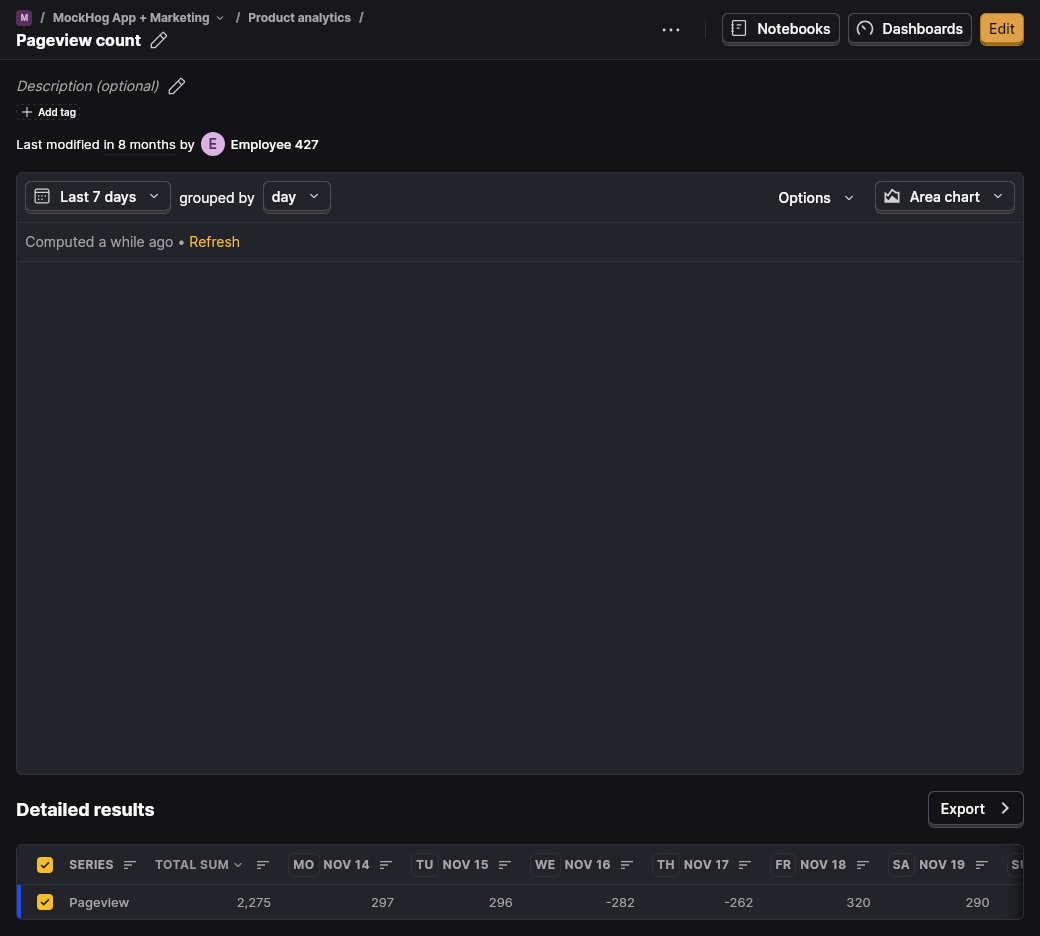 M / MockHog App + Marketing / Product analytics /
Pageview count
Notebooks
Dashboards
Edit
Description (optional)
Add tag
Last modified in 8 months by E Employee 427
Last 7 days grouped by day
Options
Area chart
Computed a while ago • Refresh
Detailed results
Export
SERIES TOTAL SUM MO NOV 14 TU NOV 15 WE NOV 16 TH NOV 17 FR NOV 18 SA NOV 19
Pageview 2,275 297 296 -282 -262 320 290